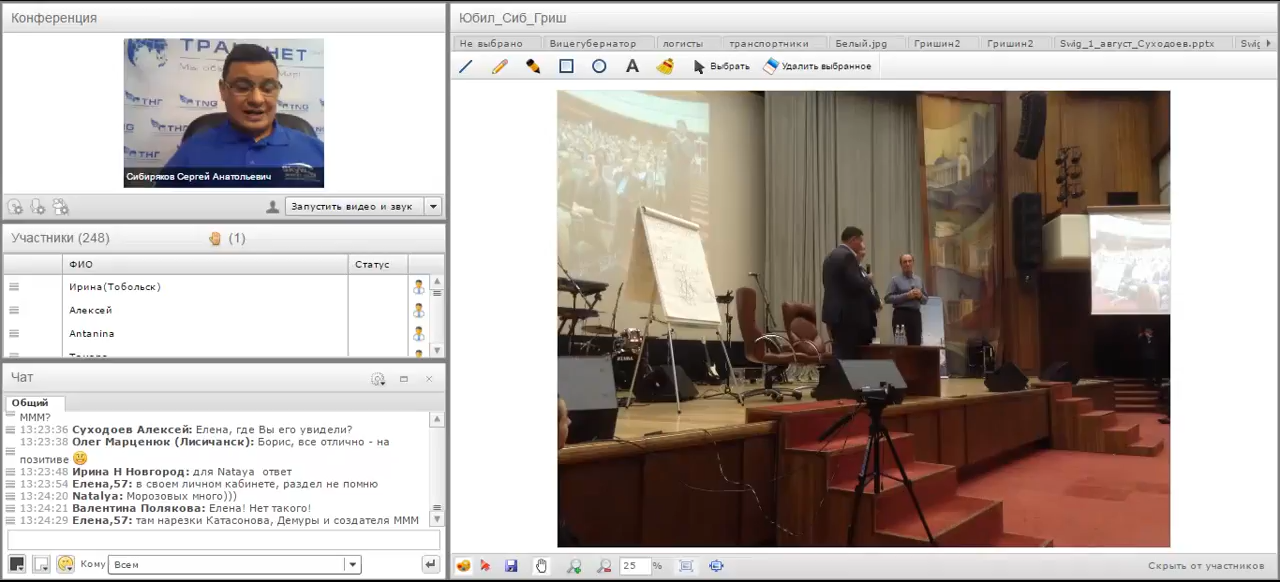 Конференция
ТРАНСНЕТ
ТНГ
TNG
ТНГ
Сибиряков Сергей Анатольевич
Запустить видео и звук
Участники (248)
(1)
ФИО
Статус
Ирина(Тобольск)
Алексей
Antanina
Чат
Общий
МММ?
13:23:36 Суходоев Алексей: Елена, где Вы его увидели?
13:23:38 Олег Марценюк (Лисичанск): Борис, все отлично - на
позитиве
13:23:48 Ирина Н Новгород: для Nataya ответ
13:23:54 Елена,57: в своем личном кабинете, раздел не помню
13:24:20 Natalya: Морозовых много)))
13:24:21 Валентина Полякова: Елена! Нет такого!
13:24:29 Елена,57: там нарезки Катасонова, Демуры и создателя МММ
Кому
Всем
Юбил_Сиб_Гриш
Не выбрано
Вицегубернатор
логисты
транспортники
Белый.jpg
Гришин2
Гришин2
Swig_1_август_Суходоев.pptx
Swig
Выбрать
Удалить выбранное
25 %
Скрыть от участников